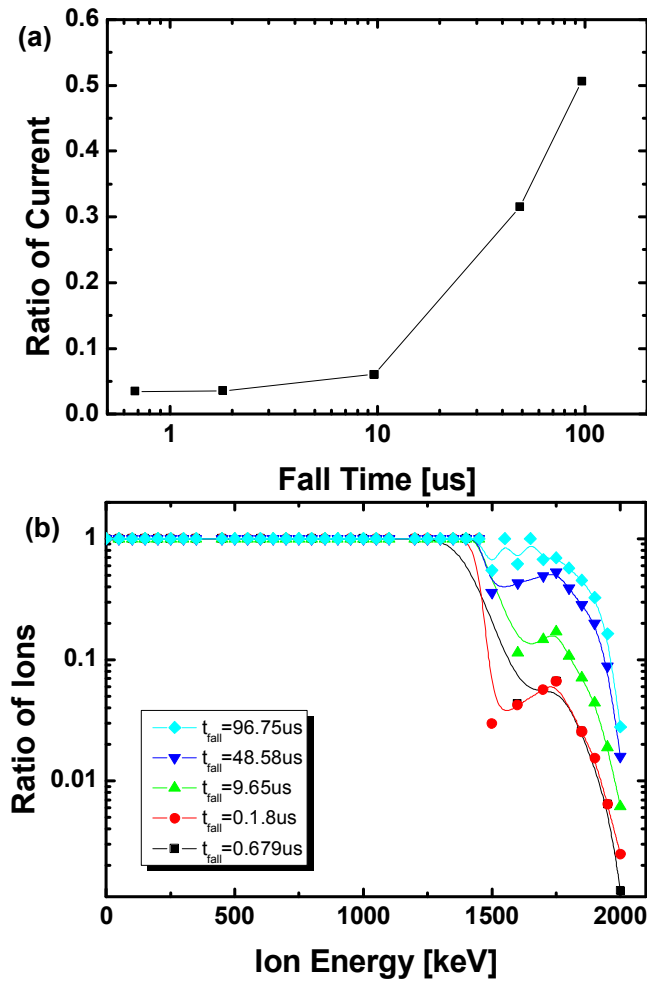 (a)
0.6
0.5
0.4
0.3
0.2
0.1
0.0
Ratio of Current
1 10 100
Fall Time [us]
(b)
1
0.1
0.01
Ratio of Ions
t_fall=96.75us
t_fall=48.58us
t_fall=9.65us
t_fall=0.1.8us
t_fall=0.679us
0 500 1000 1500 2000
Ion Energy [keV]